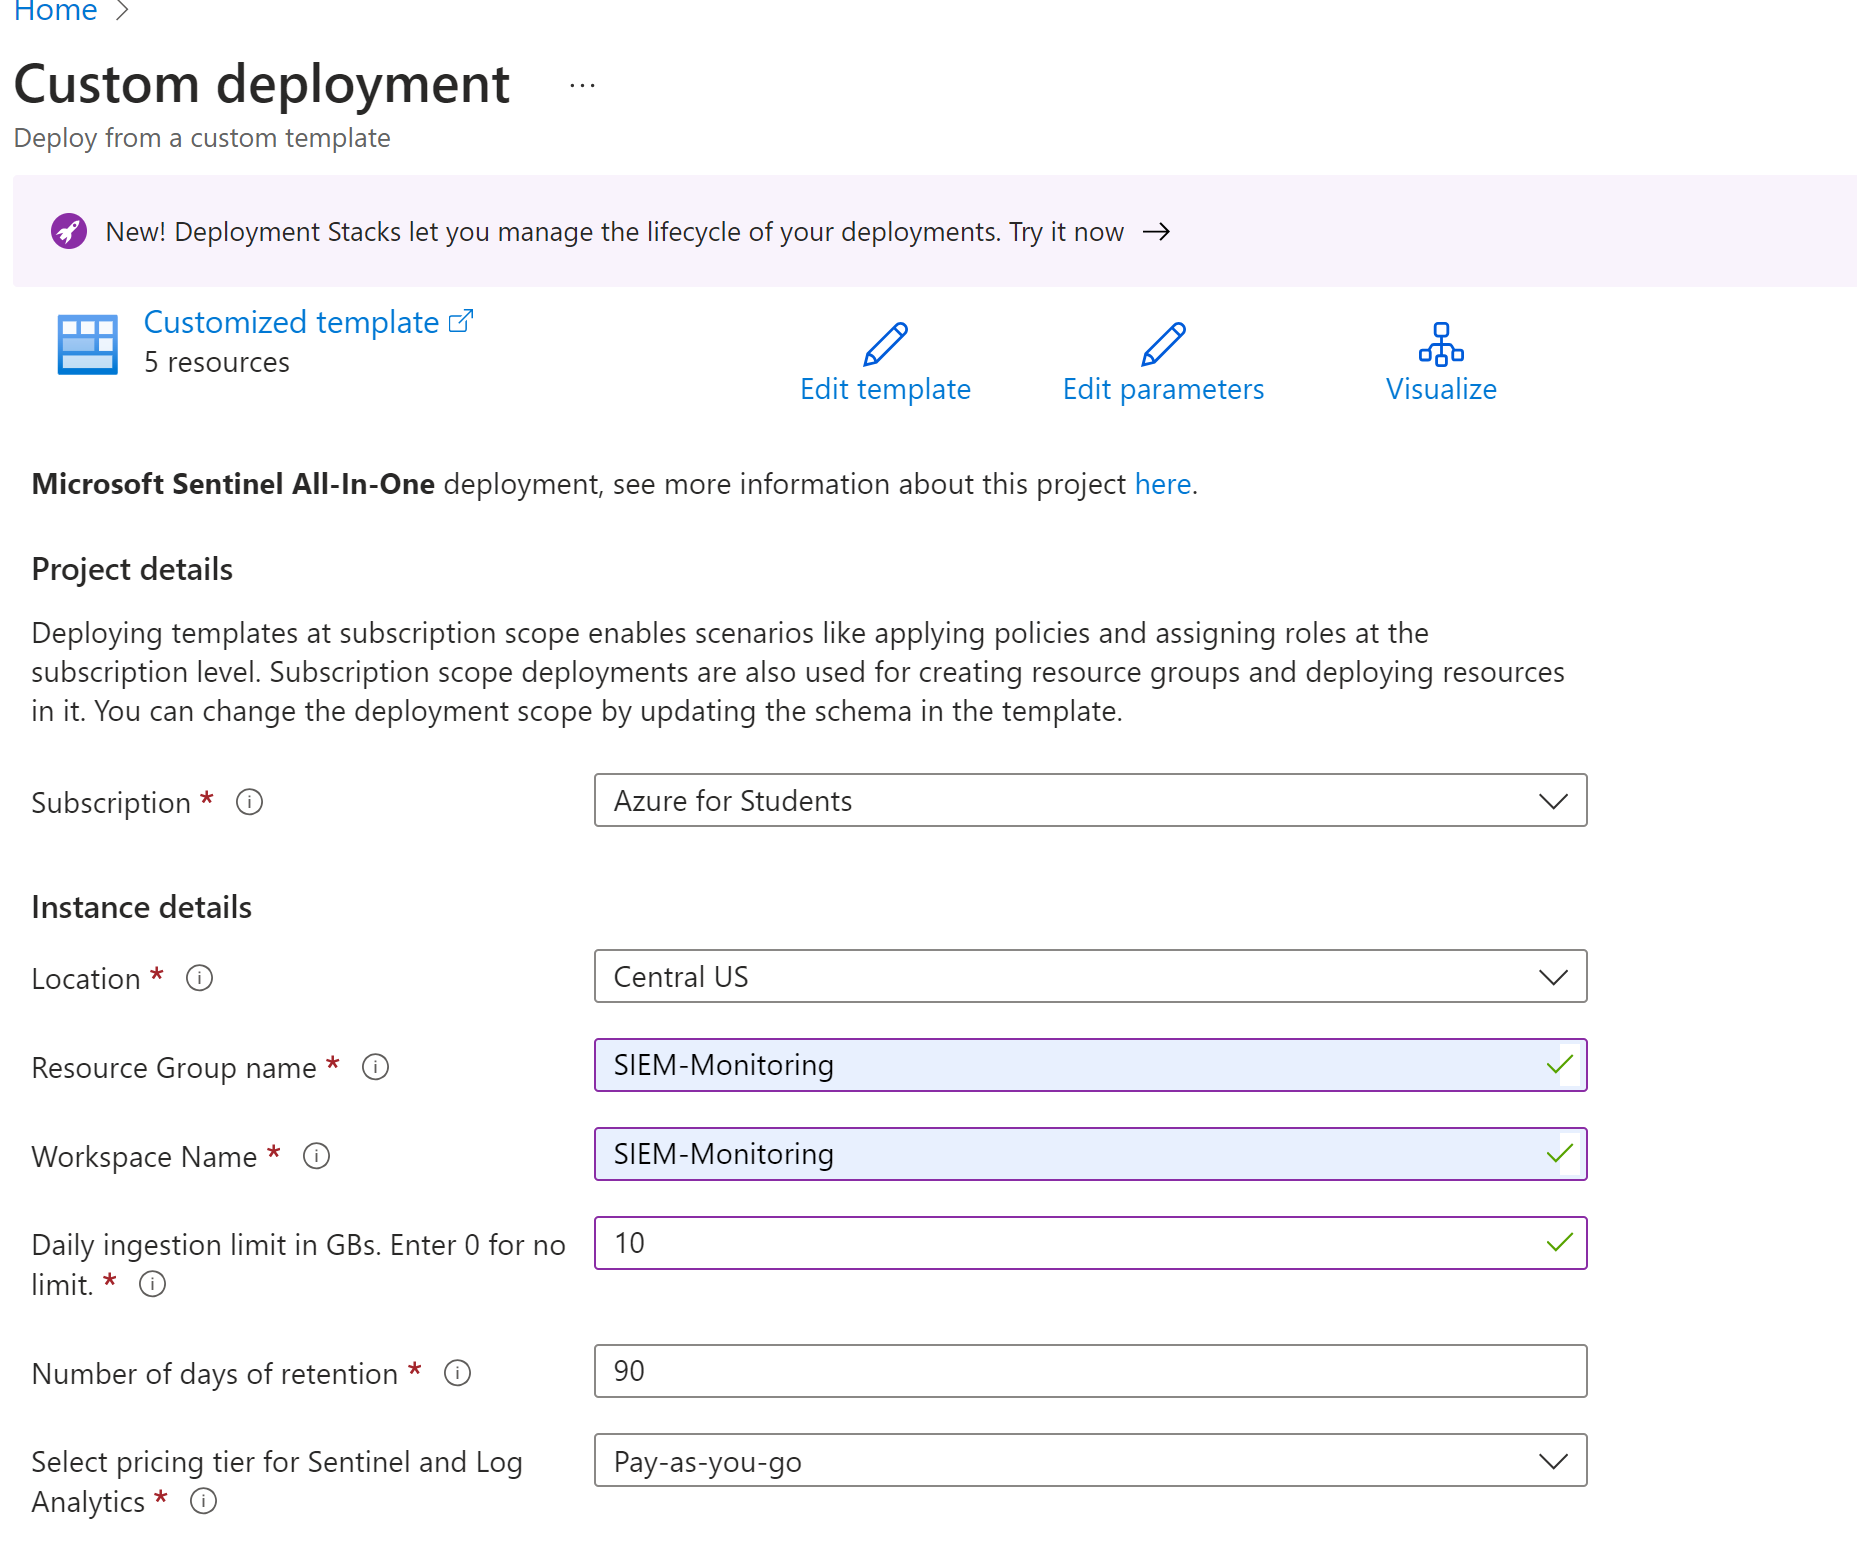 Home >
Custom deployment ...
Deploy from a custom template
New! Deployment Stacks let you manage the lifecycle of your deployments. Try it now →
Customized template
5 resources
Edit template
Edit parameters
Visualize
Microsoft Sentinel All-In-One deployment, see more information about this project here.
Project details
Deploying templates at subscription scope enables scenarios like applying policies and assigning roles at the
subscription level. Subscription scope deployments are also used for creating resource groups and deploying resources
in it. You can change the deployment scope by updating the schema in the template.
Subscription *
Azure for Students
Instance details
Location *
Central US
Resource Group name *
SIEM-Monitoring
Workspace Name *
SIEM-Monitoring
Daily ingestion limit in GBs. Enter 0 for no
limit. *
10
Number of days of retention *
90
Select pricing tier for Sentinel and Log
Analytics *
Pay-as-you-go